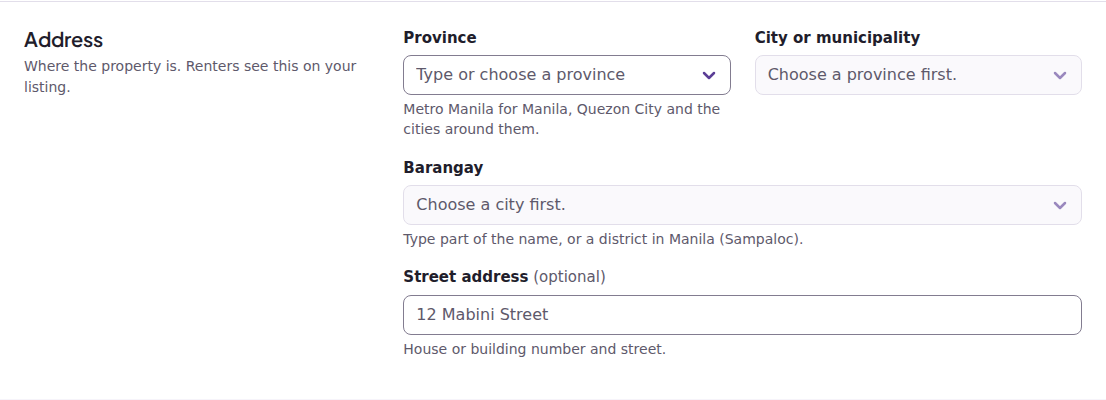 Address
Where the property is. Renters see this on your
listing.
Province
Type or choose a province
Metro Manila for Manila, Quezon City and the
cities around them.
City or municipality
Choose a province first.
Barangay
Choose a city first.
Type part of the name, or a district in Manila (Sampaloc).
Street address (optional)
12 Mabini Street
House or building number and street.